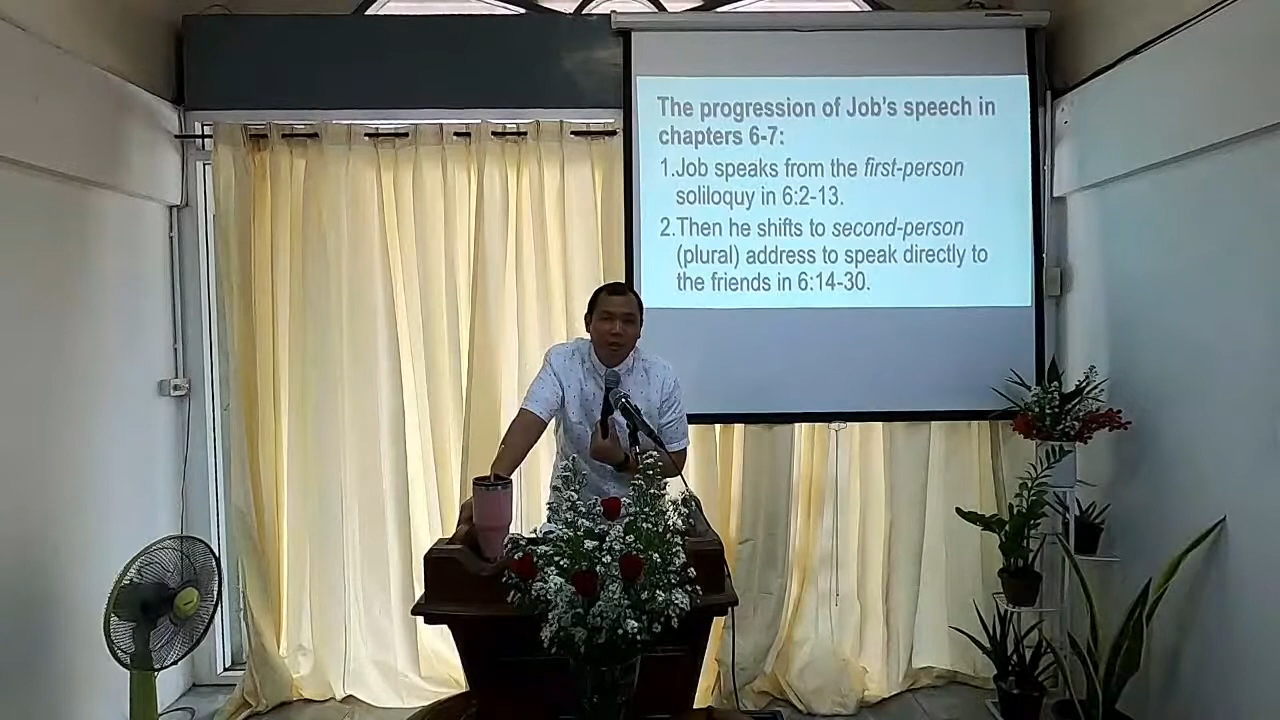 The progression of Job's speech in
chapters 6-7:
1.Job speaks from the first-person
soliloquy in 6:2-13.
2.Then he shifts to second-person
(plural) address to speak directly to
the friends in 6:14-30.